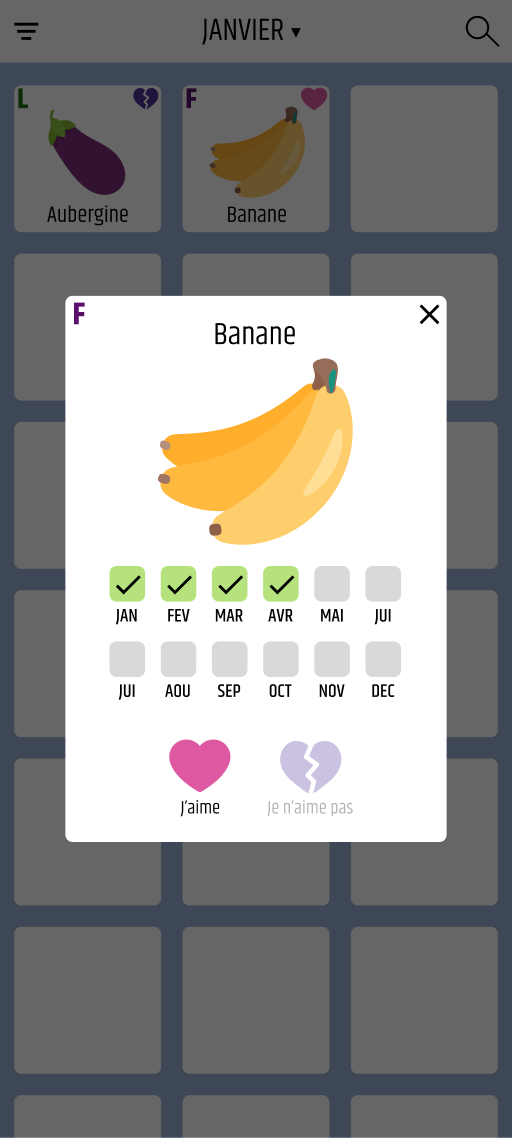 JANVIER ▾
L
F
Aubergine
Banane
F
Banane
JAN FEV MAR AVR MAI JUI
JUI AOU SEP OCT NOV DEC
J'aime
Je n'aime pas